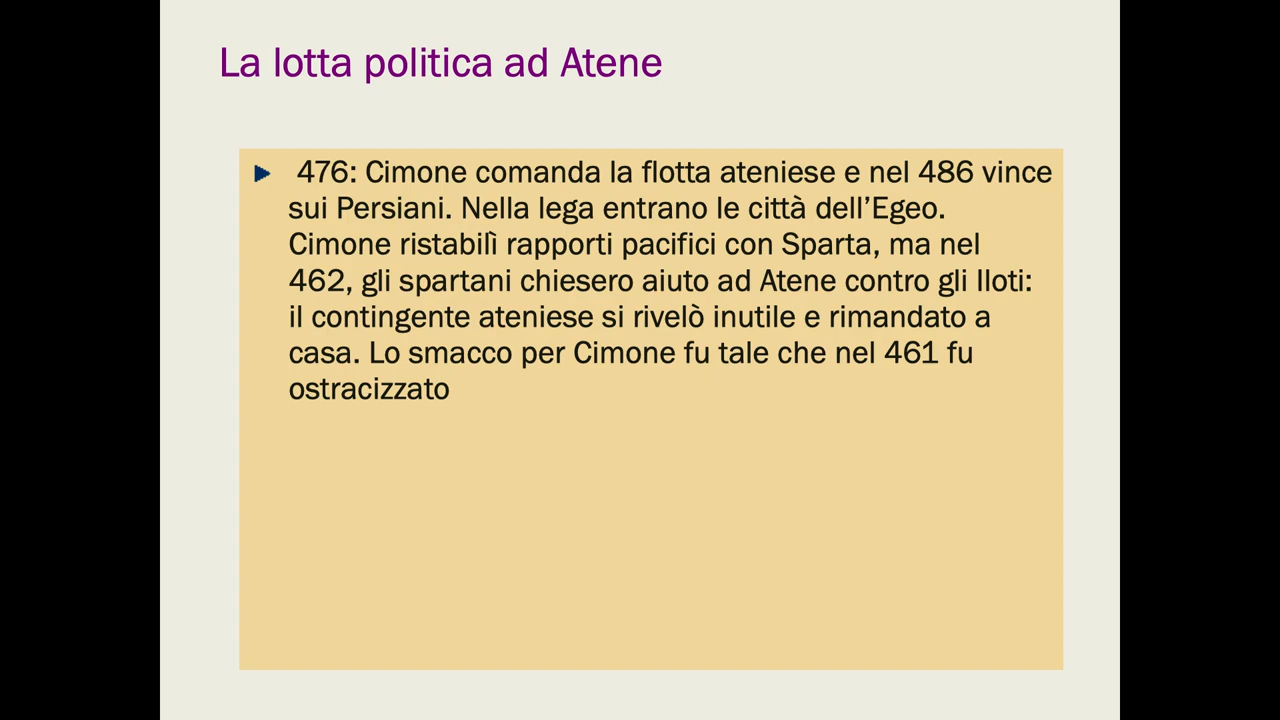 La lotta politica ad Atene
476: Cimone comanda la flotta ateniese e nel 486 vince
sui Persiani. Nella lega entrano le città dell’Egeo.
Cimone ristabilì rapporti pacifici con Sparta, ma nel
462, gli spartani chiesero aiuto ad Atene contro gli Iloti:
il contingente ateniese si rivelò inutile e rimandato a
casa. Lo smacco per Cimone fu tale che nel 461 fu
ostracizzato